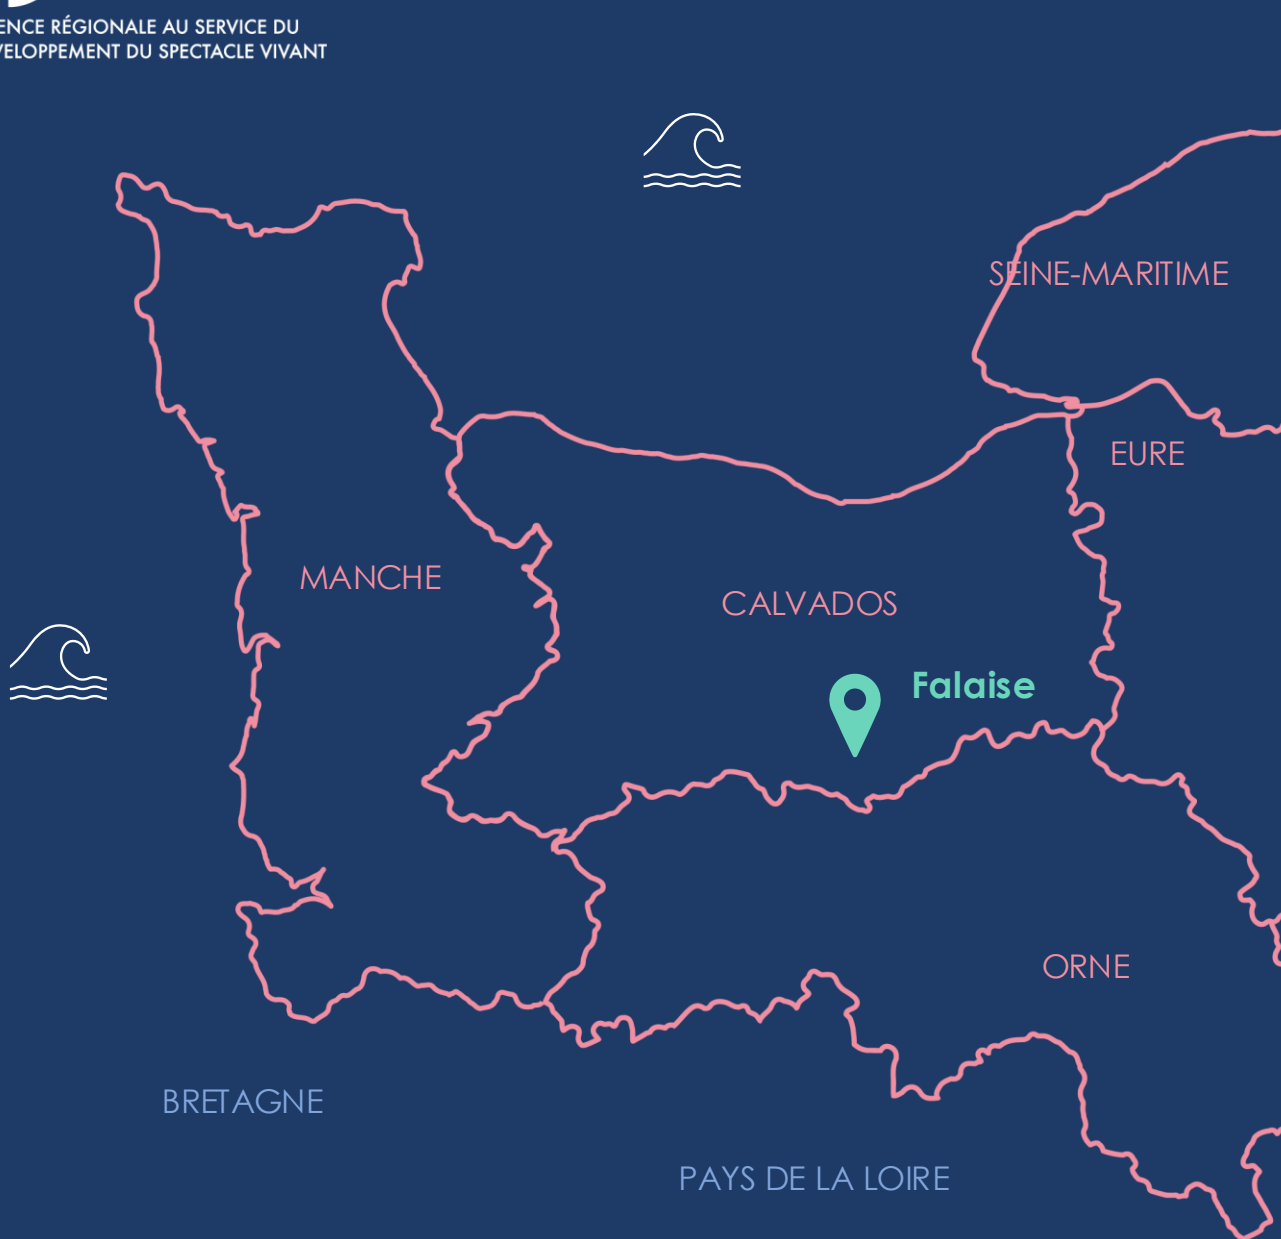 ENCE RÉGIONALE AU SERVICE DU
VELOPPEMENT DU SPECTACLE VIVANT
SEINE-MARITIME
EURE
MANCHE
CALVADOS
Falaise
ORNE
BRETAGNE
PAYS DE LA LOIRE